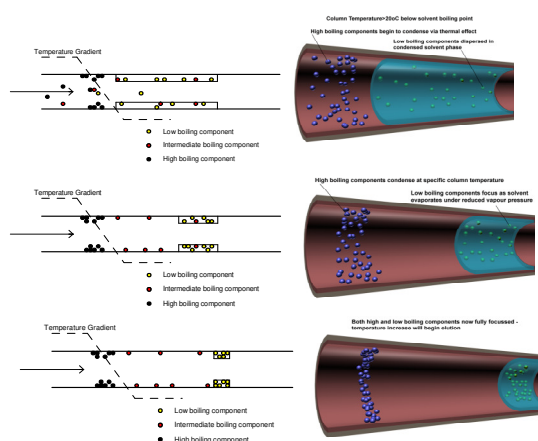 Column Temperature>20oC below solvent boiling point
High boiling components begin to condense via thermal effect
Low boiling components dispersed in
condensed solvent phase
Temperature Gradient
Low boiling component
Intermediate boiling component
High boiling component
High boiling components condense at specific column temperature
Low boiling components focus as solvent
evaporates under reduced vapour pressure
Low boiling component
Intermediate boiling component
High boiling component
Both high and low boiling components now fully focussed -
temperature increase will begin elution
Temperature Gradient
Low boiling component
Intermediate boiling component
High boiling component